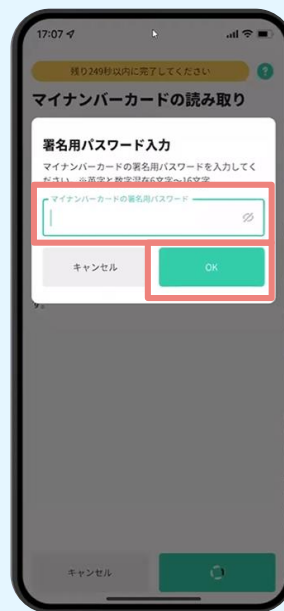 17:07
残り249秒以内に完了してください
?
マイナンバーカードの読み取り
署名用パスワード入力
マイナンバーカードの署名用パスワードを入力してく
ださい ※英字と数字混在6文字～16文字
マイナンバーカードの署名用パスワード
キャンセル
OK
す。
キャンセル